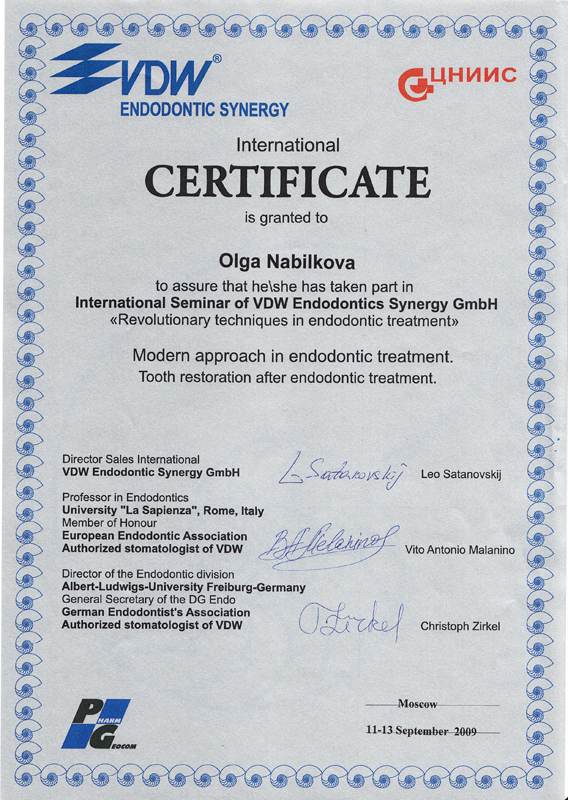 VDW®
ENDODONTIC SYNERGY
ЦНИИС
International
CERTIFICATE
is granted to
Olga Nabilkova
to assure that he\she has taken part in
International Seminar of VDW Endodontics Synergy GmbH
«Revolutionary techniques in endodontic treatment»
Modern approach in endodontic treatment.
Tooth restoration after endodontic treatment.
Director Sales International
VDW Endodontic Synergy GmbH
L Satanovskij
Leo Satanovskij
Professor in Endodontics
University "La Sapienza", Rome, Italy
Member of Honour
European Endodontic Association
Authorized stomatologist of VDW
Vito Antonio Malanino
Director of the Endodontic division
Albert-Ludwigs-University Freiburg-Germany
General Secretary of the DG Endo
German Endodontist's Association
Authorized stomatologist of VDW
Zirkel
Christoph Zirkel
PHARM
GEOCOM
Moscow
11-13 September 2009